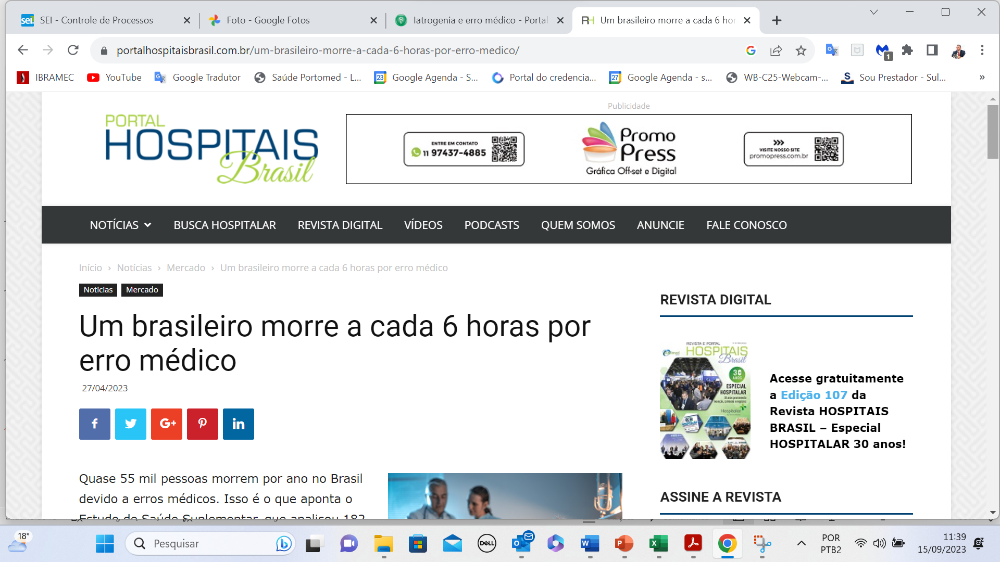 SEI - Controle de Processos
Foto - Google Fotos
Iatrogenia e erro médico - Portal
Um brasileiro morre a cada 6 hor
portalhospitaisbrasil.com.br/um-brasileiro-morre-a-cada-6-horas-por-erro-medico/
1
IBRAMEC
YouTube
Google Tradutor
Saúde Portomed - L...
23
Google Agenda - S...
Portal do credencia...
27
Google Agenda - s...
WB-C25-Webcam-...
Sou Prestador - Sul...
»
Publicidade
PORTAL
HOSPITAIS
Brasil
ENTRE EM CONTATO
11 97437-4885
Promo
Press
Gráfica Off-set e Digital
>>>
VISITE NOSSO SITE
promopress.com.br
NOTÍCIAS
BUSCA HOSPITALAR
REVISTA DIGITAL
VÍDEOS
PODCASTS
QUEM SOMOS
ANUNCIE
FALE CONOSCO
Início › Notícias › Mercado › Um brasileiro morre a cada 6 horas por erro médico
Notícias
Mercado
Um brasileiro morre a cada 6 horas por
erro médico
27/04/2023
Quase 55 mil pessoas morrem por ano no Brasil
devido a erros médicos. Isso é o que aponta o
Estudo de Saúde Suplementar, que analisou 182
REVISTA DIGITAL
REVISTA E PORTAL
HOSPITAIS
Brasil
30
ANOS
ESPECIAL
HOSPITALAR
Hospitalar
Acesse gratuitamente
a Edição 107 da
Revista HOSPITAIS
BRASIL – Especial
HOSPITALAR 30 anos!
ASSINE A REVISTA
18°
Pesquisar
DELL
POR
PTB2
11:39
15/09/2023